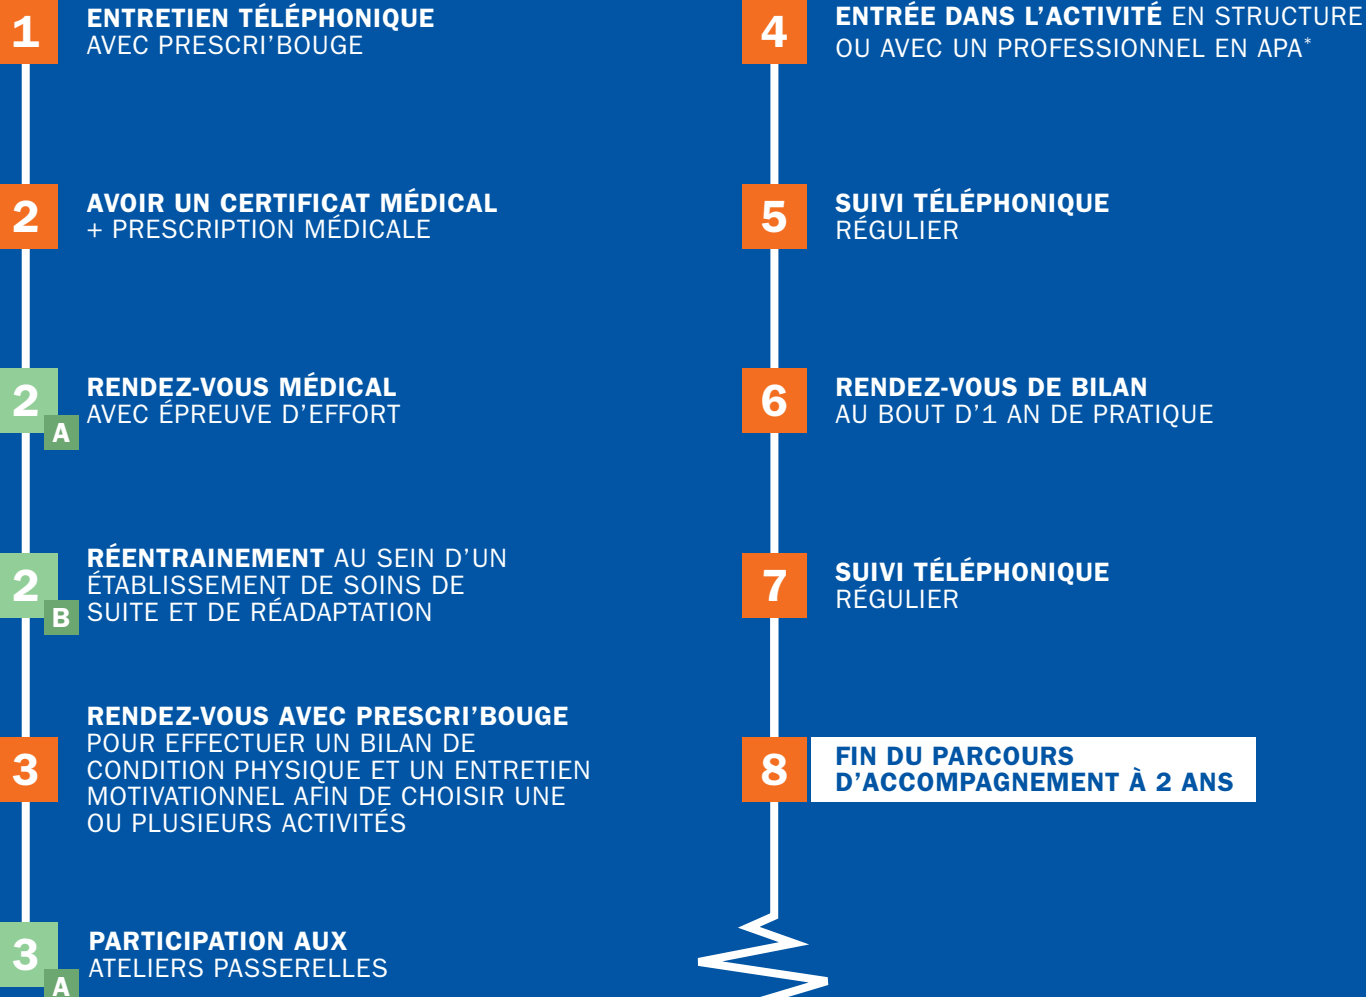 1
ENTRETIEN TÉLÉPHONIQUE
AVEC PRESCRI’BOUGE
2
AVOIR UN CERTIFICAT MÉDICAL
+ PRESCRIPTION MÉDICALE
2
A
RENDEZ-VOUS MÉDICAL
AVEC ÉPREUVE D’EFFORT
2
B
RÉENTRAINEMENT AU SEIN D’UN
ÉTABLISSEMENT DE SOINS DE
SUITE ET DE RÉADAPTATION
3
RENDEZ-VOUS AVEC PRESCRI’BOUGE
POUR EFFECTUER UN BILAN DE
CONDITION PHYSIQUE ET UN ENTRETIEN
MOTIVATIONNEL AFIN DE CHOISIR UNE
OU PLUSIEURS ACTIVITÉS
3
A
PARTICIPATION AUX
ATELIERS PASSERELLES
4
ENTRÉE DANS L’ACTIVITÉ EN STRUCTURE
OU AVEC UN PROFESSIONNEL EN APA*
5
SUIVI TÉLÉPHONIQUE
RÉGULIER
6
RENDEZ-VOUS DE BILAN
AU BOUT D’1 AN DE PRATIQUE
7
SUIVI TÉLÉPHONIQUE
RÉGULIER
8
FIN DU PARCOURS
D’ACCOMPAGNEMENT À 2 ANS